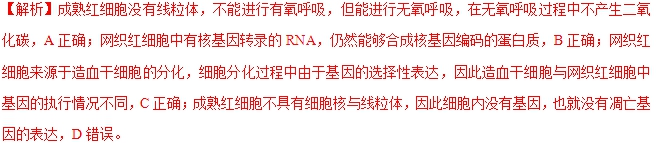 【解析】成熟红细胞没有线粒体，不能进行有氧呼吸，但能进行无氧呼吸，在无氧呼吸过程中不产生二氧
化碳，A 正确；网织红细胞中有核基因转录的 RNA，仍然能够合成核基因编码的蛋白质，B 正确；网织红
细胞来源于造血干细胞的分化，细胞分化过程中由于基因的选择性表达，因此造血干细胞与网织红细胞中
基因的执行情况不同，C 正确；成熟红细胞不具有细胞核与线粒体，因此细胞内没有基因，也就没有凋亡基
因的表达，D 错误。